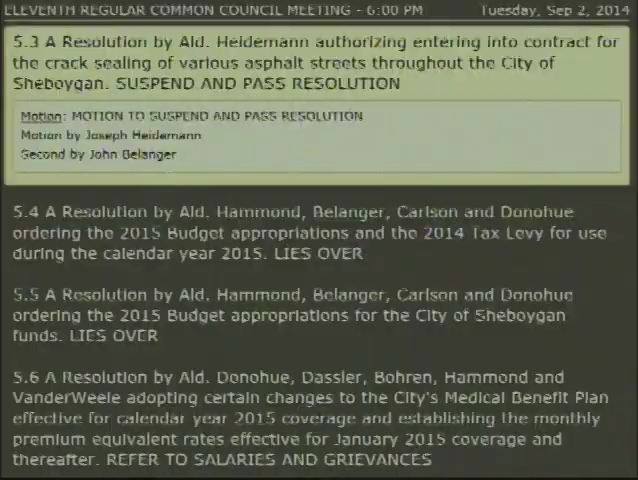 ELEVENTH REGULAR COMMON COUNCIL MEETING - 6:00 PM Tuesday, Sep 2, 2014
5.3 A Resolution by Ald. Heidemann authorizing entering into contract for
the crack sealing of various asphalt streets throughout the City of
Sheboygan. SUSPEND AND PASS RESOLUTION
Motion: MOTION TO SUSPEND AND PASS RESOLUTION
Motion by Joseph Heidemann
Second by John Belanger
5.4 A Resolution by Ald. Hammond, Belanger, Carlson and Donohue
ordering the 2015 Budget appropriations and the 2014 Tax Levy for use
during the calendar year 2015. LIES OVER
5.5 A Resolution by Ald. Hammond, Belanger, Carlson and Donohue
ordering the 2015 Budget appropriations for the City of Sheboygan
funds. LIES OVER
5.6 A Resolution by Ald. Donohue, Dassler, Bohren, Hammond and
VanderWeele adopting certain changes to the City's Medical Benefit Plan
effective for calendar year 2015 coverage and establishing the monthly
premium equivalent rates effective for January 2015 coverage and
thereafter. REFER TO SALARIES AND GRIEVANCES